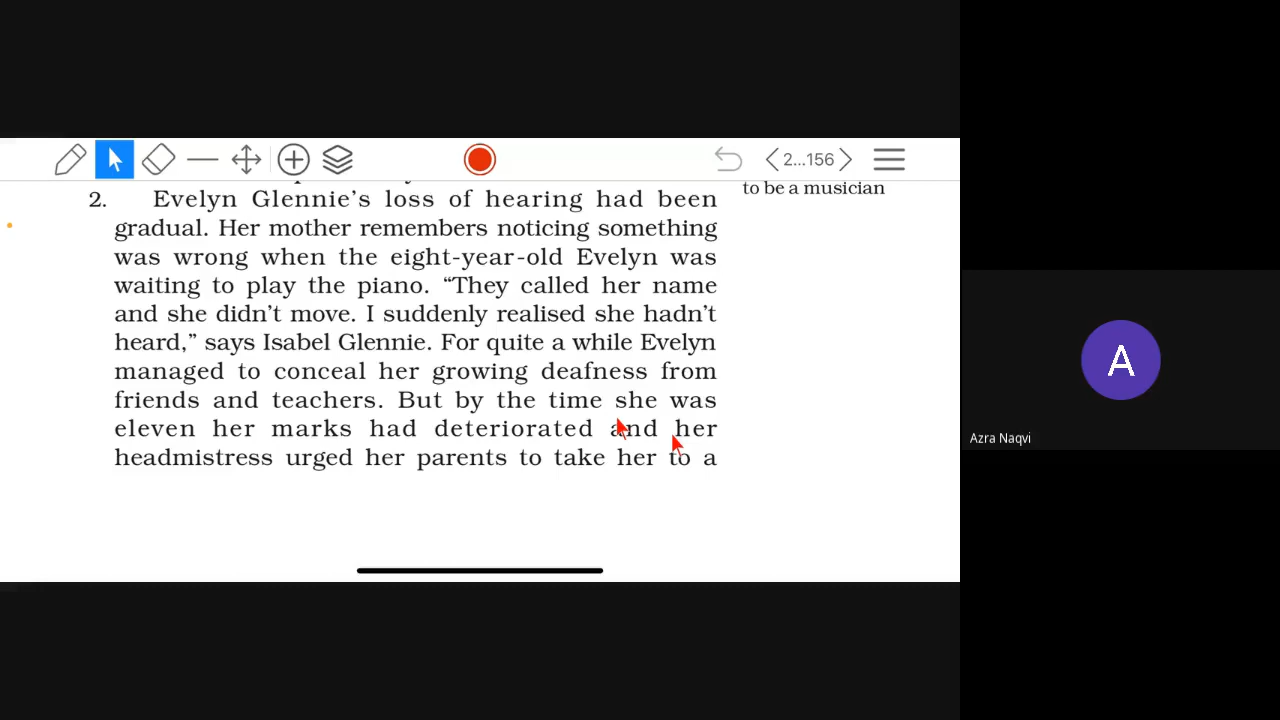 2...156
to be a musician
2. Evelyn Glennie’s loss of hearing had been
gradual. Her mother remembers noticing something
was wrong when the eight-year-old Evelyn was
waiting to play the piano. “They called her name
and she didn’t move. I suddenly realised she hadn’t
heard,” says Isabel Glennie. For quite a while Evelyn
managed to conceal her growing deafness from
friends and teachers. But by the time she was
eleven her marks had deteriorated and her
headmistress urged her parents to take her to a
A
Azra Naqvi